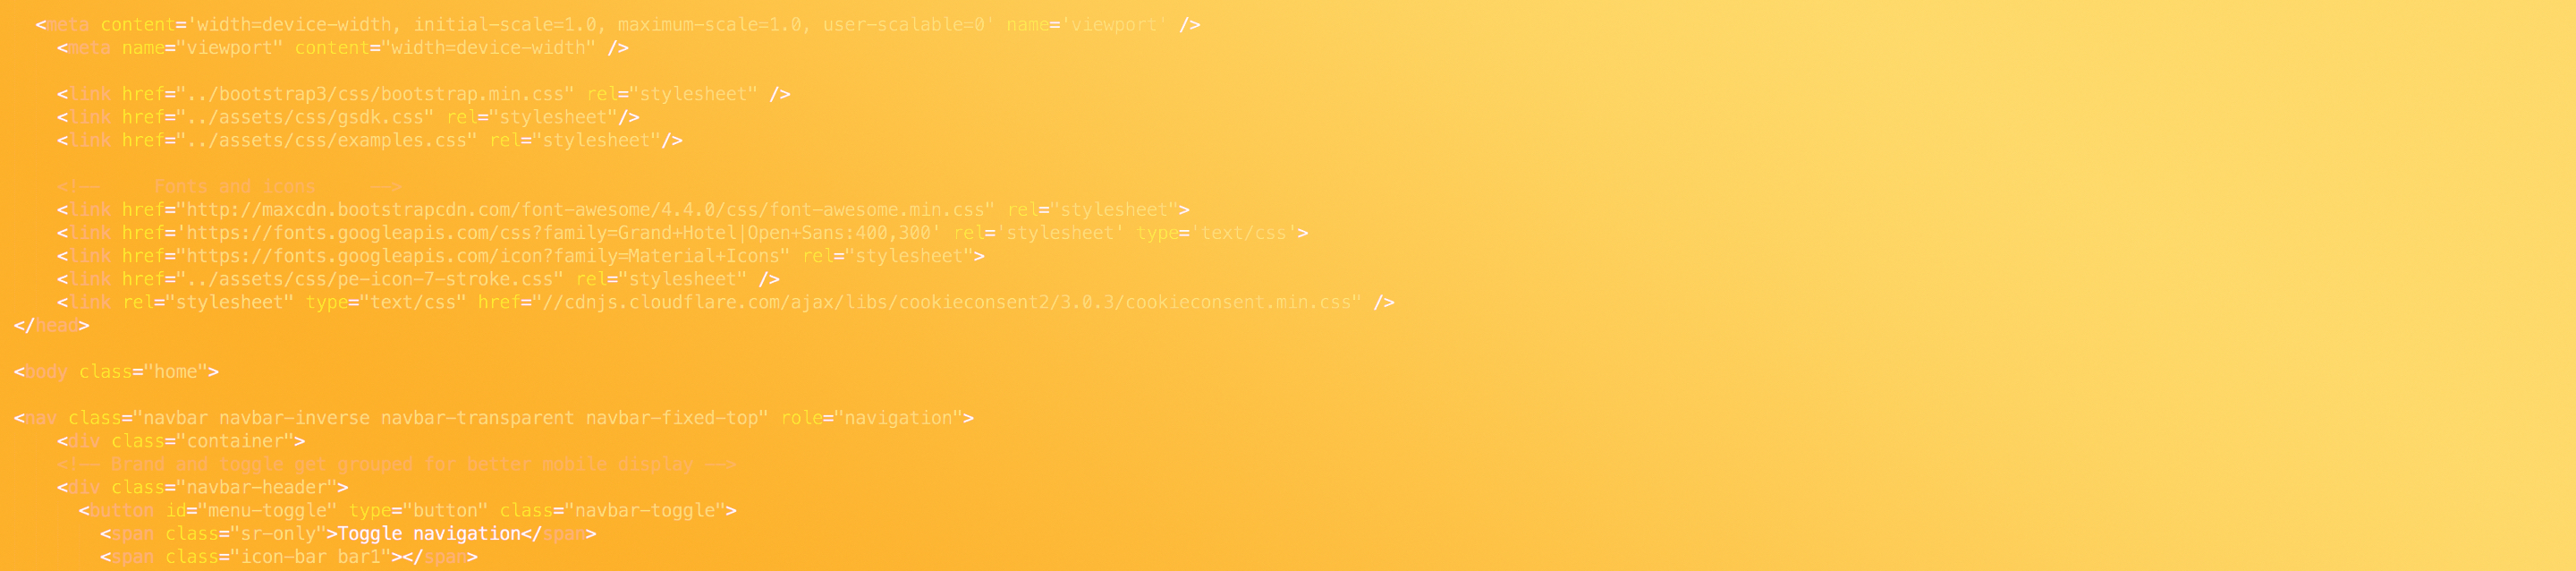 <meta content='width=device-width, initial-scale=1.0, maximum-scale=1.0, user-scalable=0' name='viewport' />
<meta name="viewport" content="width=device-width" />
<link href="../bootstrap3/css/bootstrap.min.css" rel="stylesheet" />
<link href="../assets/css/gsdk.css" rel="stylesheet"/>
<link href="../assets/css/examples.css" rel="stylesheet"/>
<!--     Fonts and icons     -->
<link href="http://maxcdn.bootstrapcdn.com/font-awesome/4.4.0/css/font-awesome.min.css" rel="stylesheet">
<link href='https://fonts.googleapis.com/css?family=Grand+Hotel|Open+Sans:400,300' rel='stylesheet' type='text/css'>
<link href="https://fonts.googleapis.com/icon?family=Material+Icons" rel="stylesheet">
<link href="../assets/css/pe-icon-7-stroke.css" rel="stylesheet" />
<link rel="stylesheet" type="text/css" href="//cdnjs.cloudflare.com/ajax/libs/cookieconsent2/3.0.3/cookieconsent.min.css" />
</head>
<body class="home">
<nav class="navbar navbar-inverse navbar-transparent navbar-fixed-top" role="navigation">
<div class="container">
<!-- Brand and toggle get grouped for better mobile display -->
<div class="navbar-header">
<button id="menu-toggle" type="button" class="navbar-toggle">
<span class="sr-only">Toggle navigation</span>
<span class="icon-bar bar1"></span>